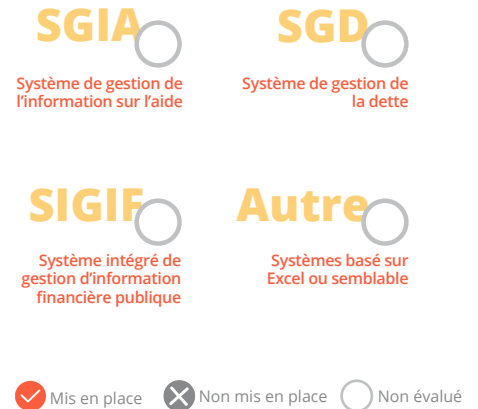 SGIA
Système de gestion de
l'information sur l'aide
SGD
Système de gestion de
la dette
SIGIF
Système intégré de
gestion d'information
financière publique
Autre
Systèmes basé sur
Excel ou semblable
Mis en place
Non mis en place
Non évalué